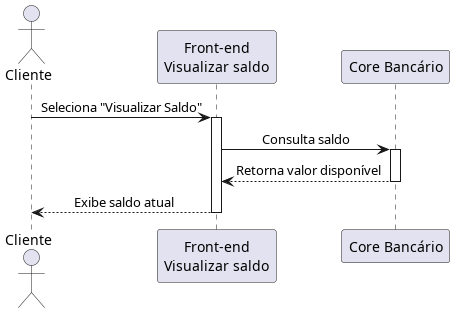 Cliente
Front-end
Visualizar saldo
Core Bancário
Seleciona "Visualizar Saldo"
Consulta saldo
Retorna valor disponível
Exibe saldo atual
Cliente
Front-end
Visualizar saldo
Core Bancário